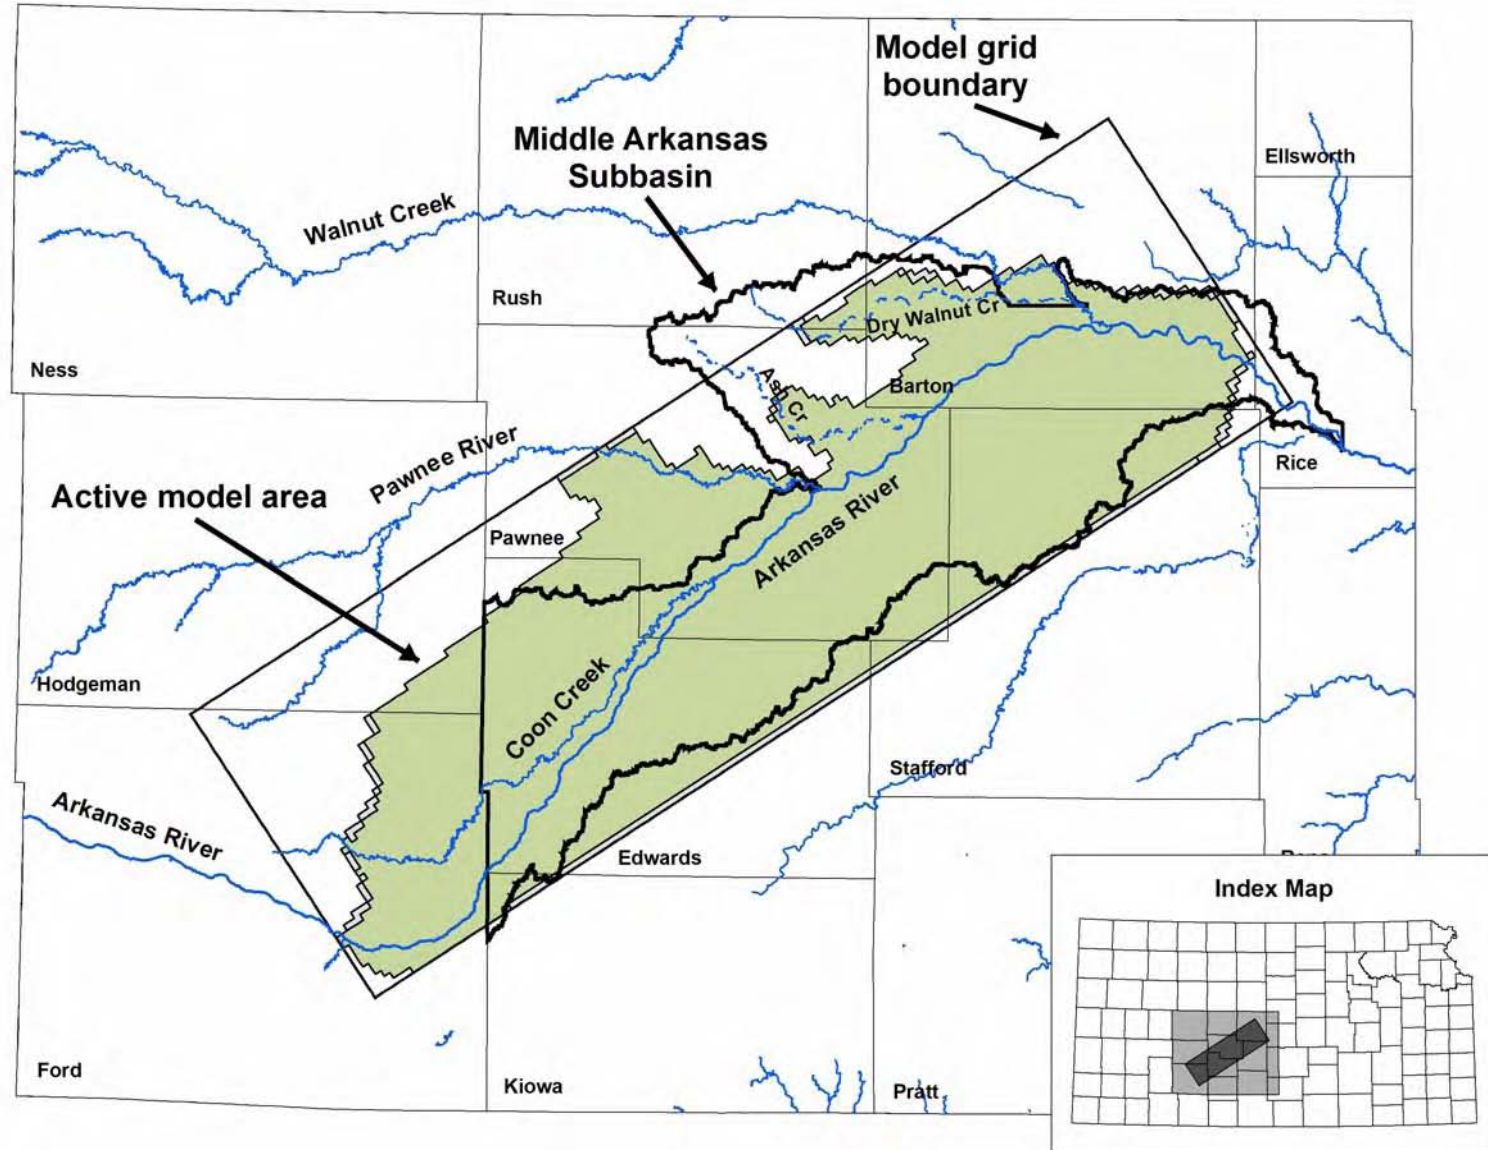 Model grid
boundary
Middle Arkansas
Subbasin
Ellsworth
Walnut Creek
Rush
Dry Walnut Cr
Ness
Ash Cr
Barton
Pawnee River
Rice
Active model area
Pawnee
Arkansas River
Hodgeman
Coon Creek
Stafford
Arkansas River
Edwards
Index Map
Ford
Kiowa
Pratt